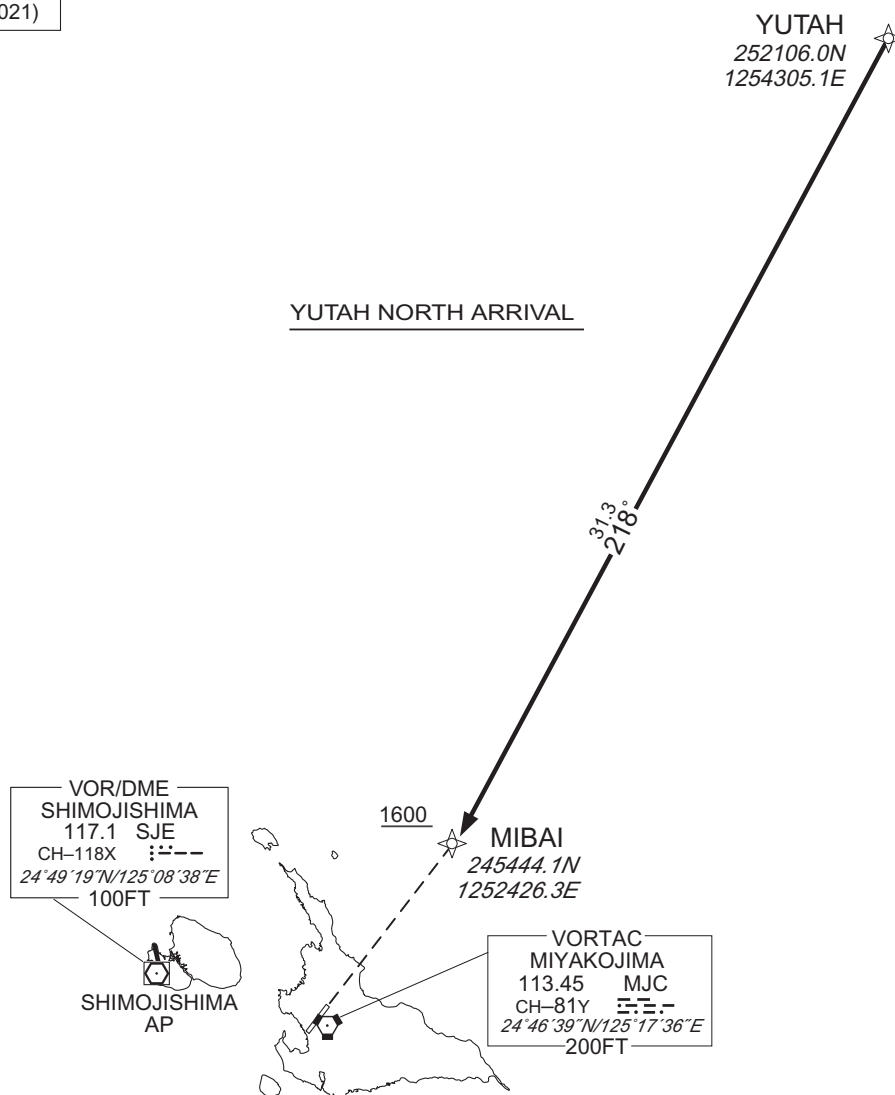 021)
YUTAH
252106.0N
1254305.1E
YUTAH NORTH ARRIVAL
31.3
218°
VOR/DME
SHIMOJISHIMA
117.1 SJE
CH–118X
24°49´19˝N/125°08´38˝E
100FT
1600
MIBAI
245444.1N
1252426.3E
SHIMOJISHIMA
AP
VORTAC
MIYAKOJIMA
113.45 MJC
CH–81Y
24°46´39˝N/125°17´36˝E
200FT